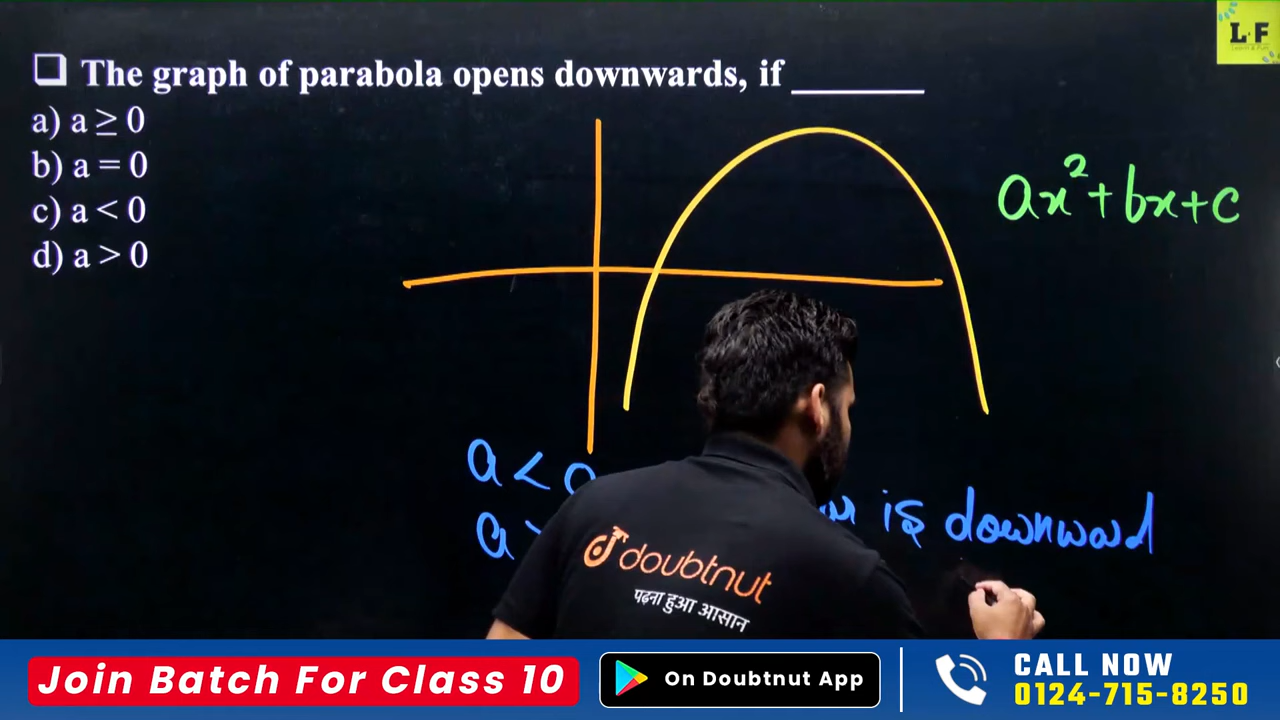 L·F
The graph of parabola opens downwards, if ________
a) a ≥ 0
b) a = 0
c) a < 0
d) a > 0
ax²+bx+c
a <
a
is downward
doubtnut
पढ़ना हुआ आसान
Join Batch For Class 10
On Doubtnut App
CALL NOW
0124-715-8250